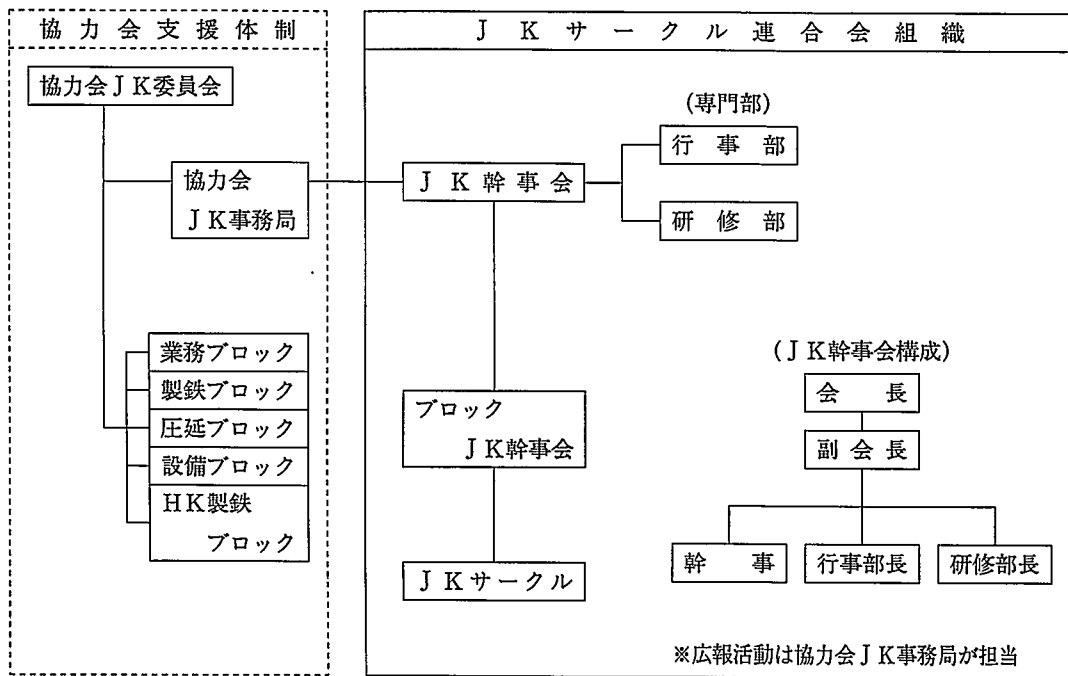 協力会支援体制
協力会ＪＫ委員会
協力会
ＪＫ事務局
業務ブロック
製鉄ブロック
圧延ブロック
設備ブロック
ＨＫ製鉄
ブロック
ＪＫサークル連合会組織
(専門部)
行事部
ＪＫ幹事会
研修部
ブロック
ＪＫ幹事会
ＪＫサークル
(ＪＫ幹事会構成)
会長
副会長
幹事
行事部長
研修部長
※広報活動は協力会ＪＫ事務局が担当